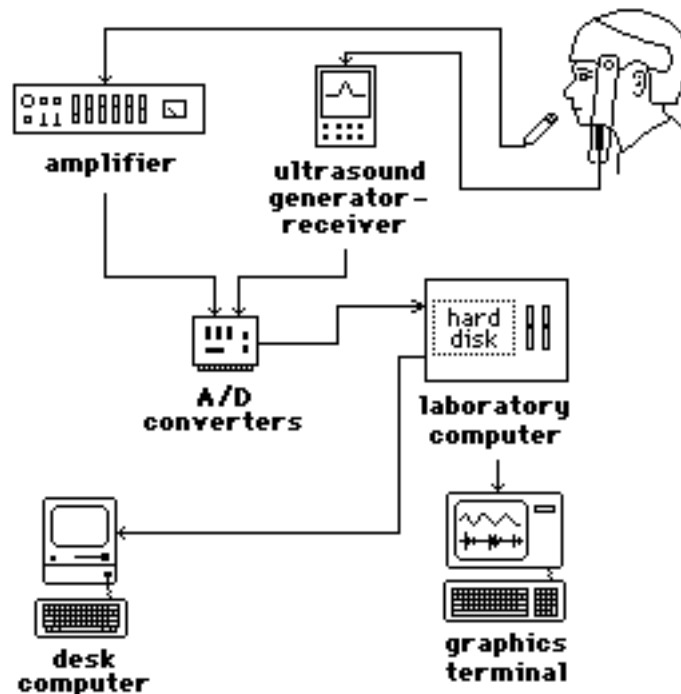 amplifier
ultrasound
generator-
receiver
hard
disk
A/D
converters
laboratory
computer
desk
computer
graphics
terminal